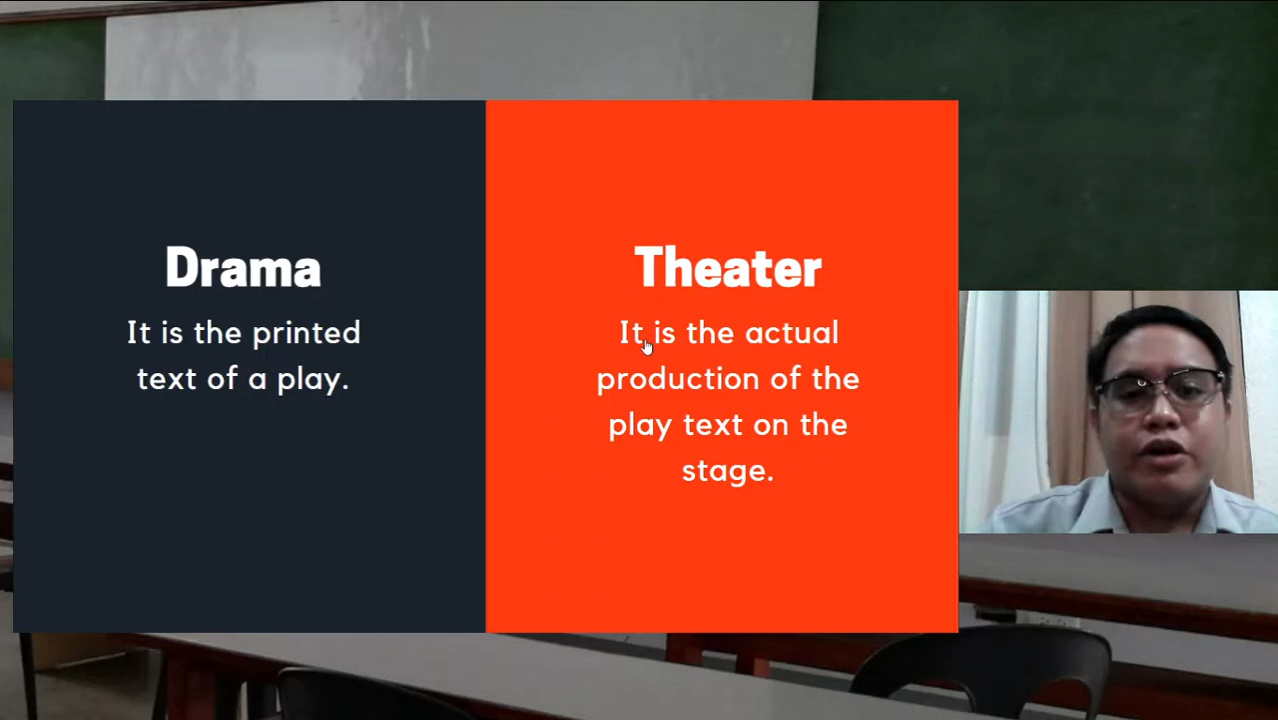 Drama
It is the printed
text of a play.
Theater
It is the actual
production of the
play text on the
stage.